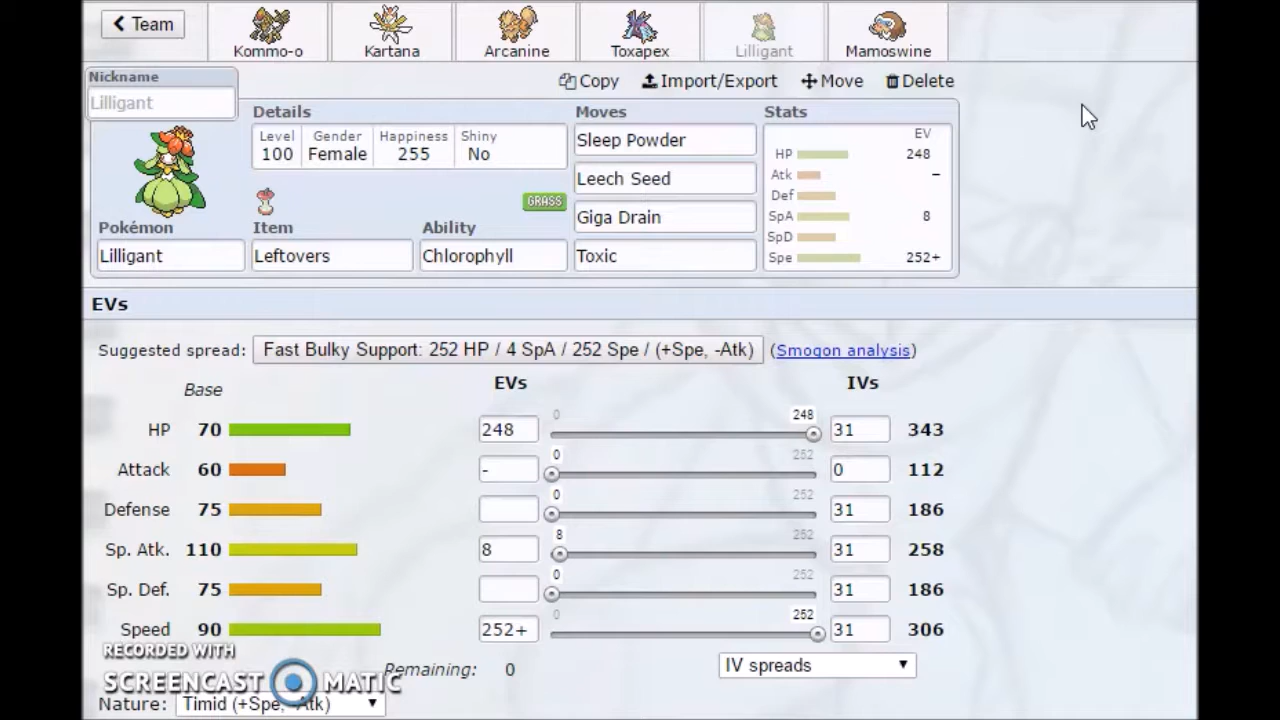 Team
Kommo-o
Kartana
Arcanine
Toxapex
Lilligant
Mamoswine
Nickname
Lilligant
Copy Import/Export Move Delete
Details
Level Gender Happiness Shiny
100 Female 255 No
GRASS
Pokémon Item Ability
Lilligant Leftovers Chlorophyll
Moves
Sleep Powder
Leech Seed
Giga Drain
Toxic
Stats
EV
HP 248
Atk –
Def
SpA 8
SpD
Spe 252+
EVs
Suggested spread: Fast Bulky Support: 252 HP / 4 SpA / 252 Spe / (+Spe, -Atk) (Smogon analysis)
Base EVs IVs
0 248
HP 70 248 31 343
0 252
Attack 60 - 0 112
0 252
Defense 75 31 186
8 252
Sp. Atk. 110 8 31 258
0 252
Sp. Def. 75 31 186
0 252
Speed 90 252+ 31 306
RECORDED WITH
SCREENCAST MATIC
Remaining: 0 IV spreads
Nature: Timid (+Spe, -Atk)